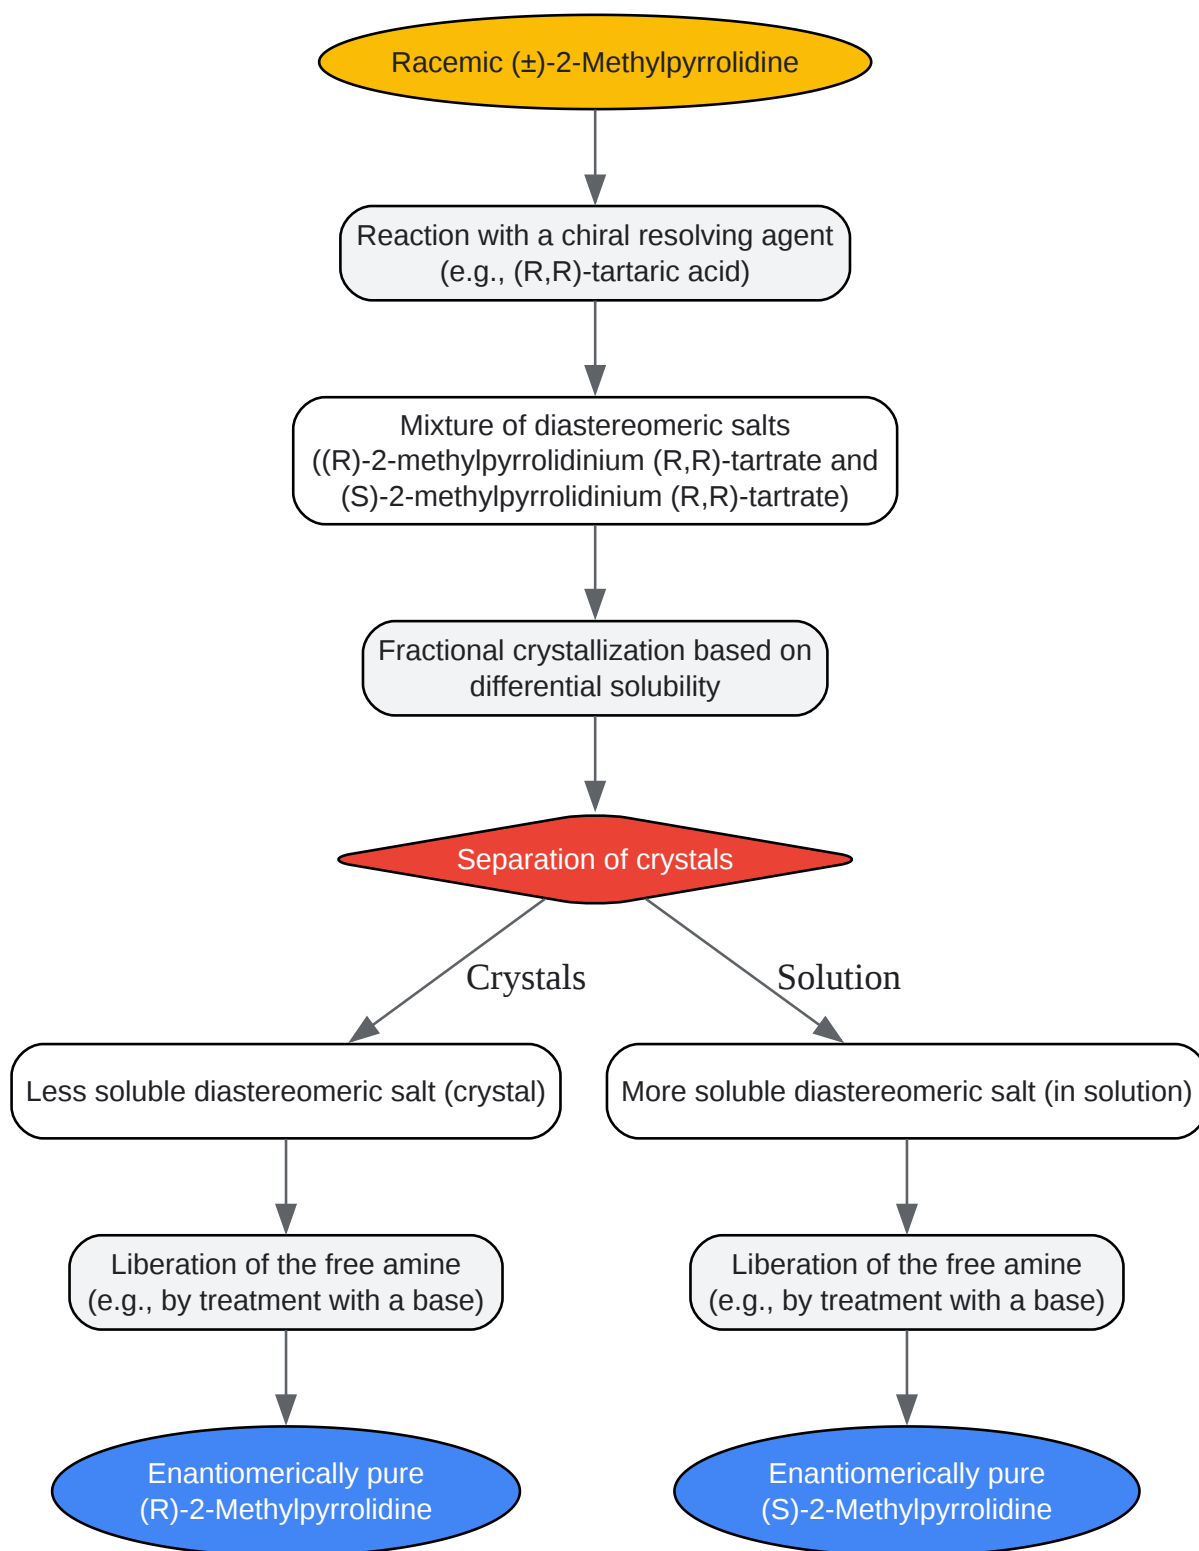 Racemic (±)-2-Methylpyrrolidine
Reaction with a chiral resolving agent
(e.g., (R,R)-tartaric acid)
Mixture of diastereomeric salts
((R)-2-methylpyrrolidinium (R,R)-tartrate and
(S)-2-methylpyrrolidinium (R,R)-tartrate)
Fractional crystallization based on
differential solubility
Separation of crystals
Crystals
Solution
Less soluble diastereomeric salt (crystal)
More soluble diastereomeric salt (in solution)
Liberation of the free amine
(e.g., by treatment with a base)
Liberation of the free amine
(e.g., by treatment with a base)
Enantiomerically pure
(R)-2-Methylpyrrolidine
Enantiomerically pure
(S)-2-Methylpyrrolidine